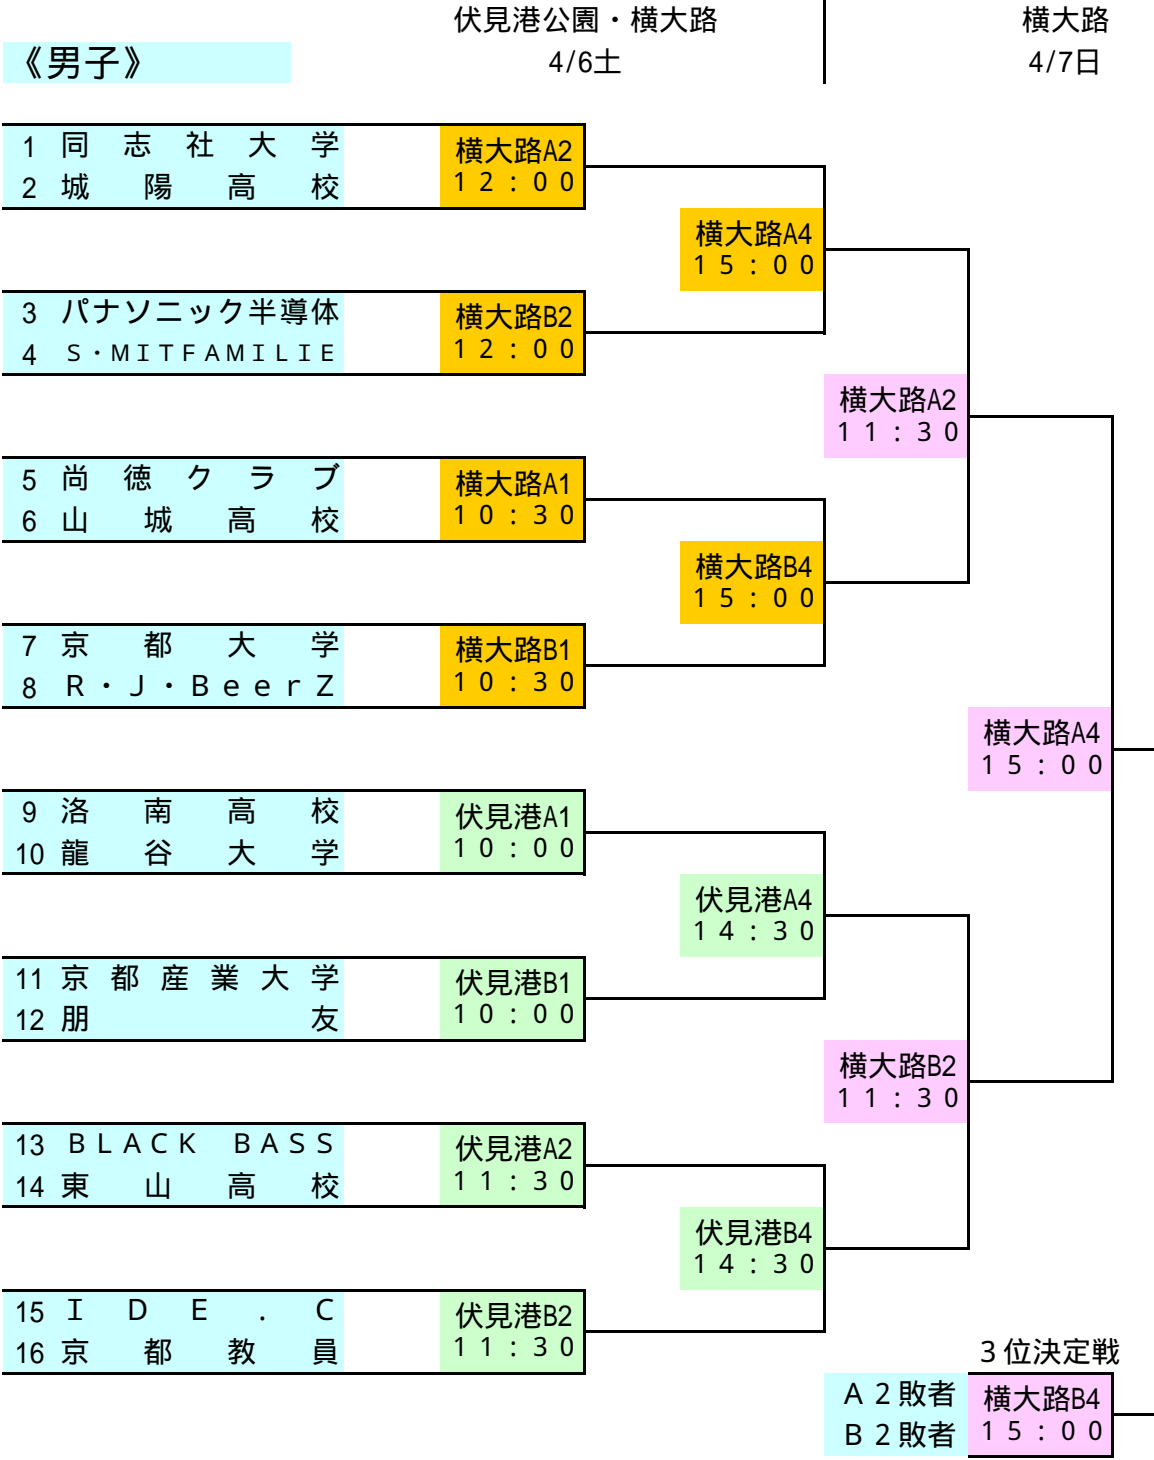 伏見港公園・横大路
横大路
《男子》
4/6土
4/7日
1 同志社大学
2 城陽高校
横大路A2
１２：００
横大路A4
１５：００
3 パナソニック半導体
4 Ｓ・ＭＩＴＦＡＭＩＬＩＥ
横大路B2
１２：００
横大路A2
１１：３０
5 尚徳クラブ
6 山城高校
横大路A1
１０：３０
横大路B4
１５：００
7 京都大学
8 Ｒ・Ｊ・ＢｅｅｒＺ
横大路B1
１０：３０
横大路A4
１５：００
9 洛南高校
10 龍谷大学
伏見港A1
１０：００
伏見港A4
１４：３０
11 京都産業大学
12 朋友
伏見港B1
１０：００
横大路B2
１１：３０
13 ＢＬＡＣＫ ＢＡＳＳ
14 東山高校
伏見港A2
１１：３０
伏見港B4
１４：３０
15 ＩＤＥ．Ｃ
16 京都教員
伏見港B2
１１：３０
３位決定戦
Ａ２敗者
Ｂ２敗者
横大路B4
１５：００